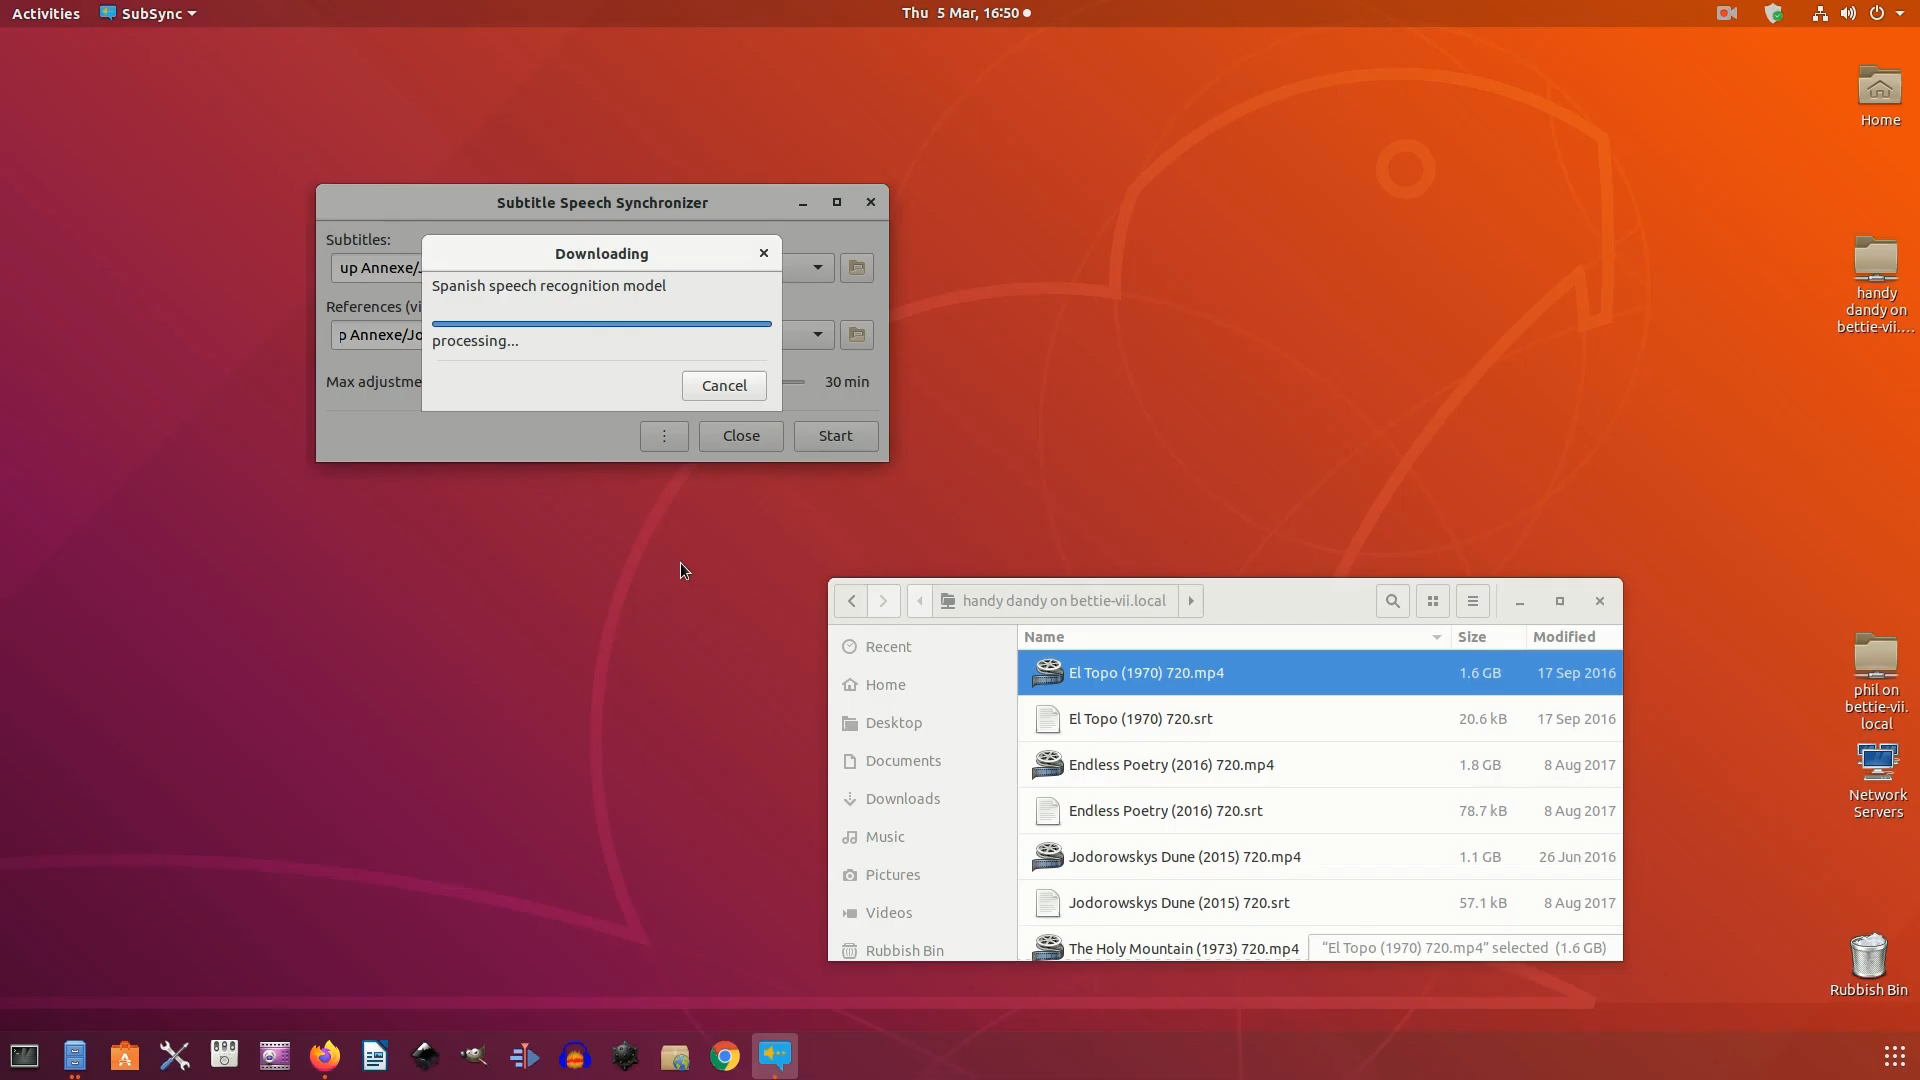 Activities
SubSync
Thu 5 Mar, 16:50
Home
handy
dandy on
bettie-vii....
phil on
bettie-vii.
local
Network
Servers
Rubbish Bin
Subtitle Speech Synchronizer
Subtitles:
up Annexe/
References (vi
p Annexe/Jo
Max adjustme
30 min
Close
Start
Downloading
Spanish speech recognition model
processing...
Cancel
handy dandy on bettie-vii.local
Recent
Home
Desktop
Documents
Downloads
Music
Pictures
Videos
Rubbish Bin
Name Size Modified
El Topo (1970) 720.mp4 1.6 GB 17 Sep 2016
El Topo (1970) 720.srt 20.6 kB 17 Sep 2016
Endless Poetry (2016) 720.mp4 1.8 GB 8 Aug 2017
Endless Poetry (2016) 720.srt 78.7 kB 8 Aug 2017
Jodorowskys Dune (2015) 720.mp4 1.1 GB 26 Jun 2016
Jodorowskys Dune (2015) 720.srt 57.1 kB 8 Aug 2017
The Holy Mountain (1973) 720.mp4
“El Topo (1970) 720.mp4” selected (1.6 GB)